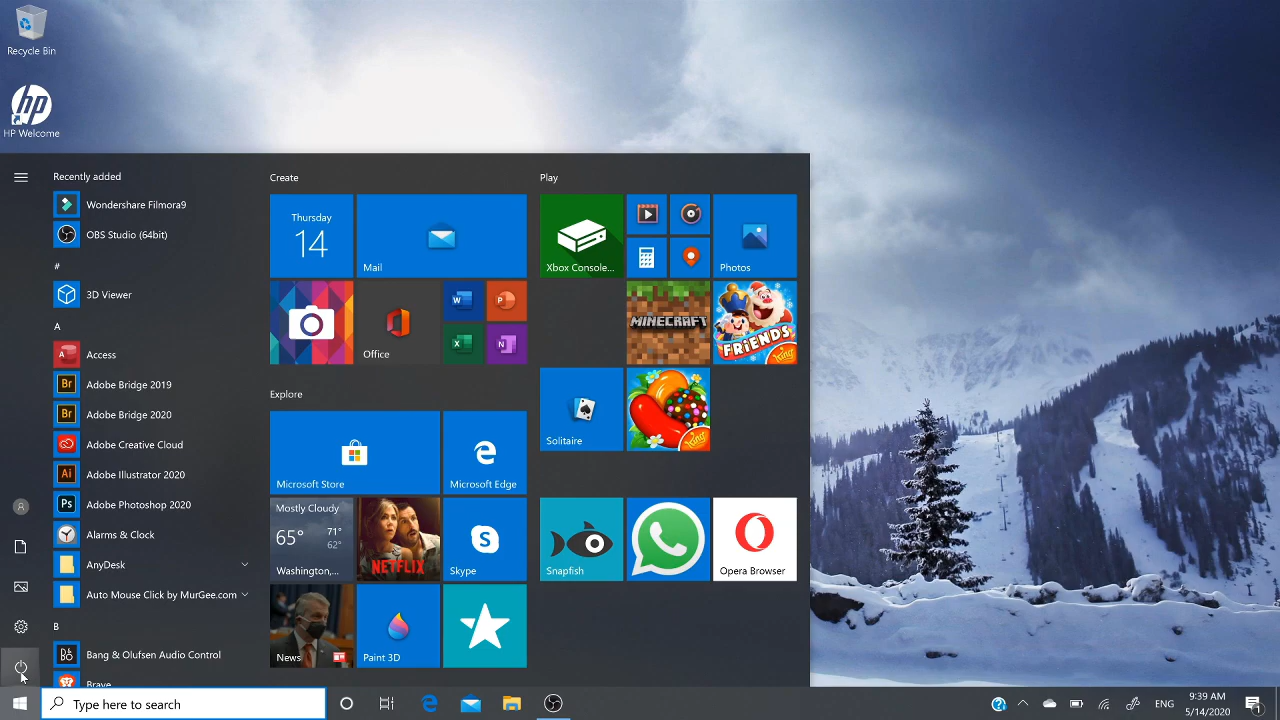 Recycle Bin
hp
HP Welcome
Recently added
Wondershare Filmora9
OBS Studio (64bit)
#
3D Viewer
A
Access
Adobe Bridge 2019
Adobe Bridge 2020
Adobe Creative Cloud
Adobe Illustrator 2020
Adobe Photoshop 2020
Alarms & Clock
AnyDesk
Auto Mouse Click by MurGee.com
B
Bang & Olufsen Audio Control
Brave
Create
Thursday
14
Mail
Office
Explore
Microsoft Store
Microsoft Edge
Mostly Cloudy
65° 71°
62°
Washington,...
NETFLIX
Skype
News
Paint 3D
Play
Xbox Console...
Photos
MINECRAFT
FRIENDS
King
Solitaire
King
Snapfish
Opera Browser
Type here to search
ENG
9:39 AM
5/14/2020
1